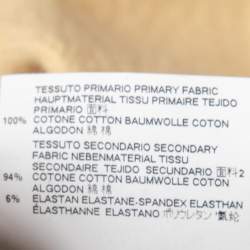 TESSUTO PRIMARIO PRIMARY FABRIC
HAUPTMATERIAL TISSU PRIMAIRE TEJIDO
PRIMARIO 面料
100% COTONE COTTON BAUMWOLLE COTON
ALGODON 綿 棉
TESSUTO SECONDARIO SECONDARY
FABRIC NEBENMATERIAL TISSU
SECONDAIRE TEJIDO SECUNDARIO 面料2
94% COTONE COTTON BAUMWOLLE COTON
ALGODON 綿 棉
6% ELASTAN ELASTANE-SPANDEX ELASTHAN
ÉLASTHANNE ELASTANO ポリウレタン